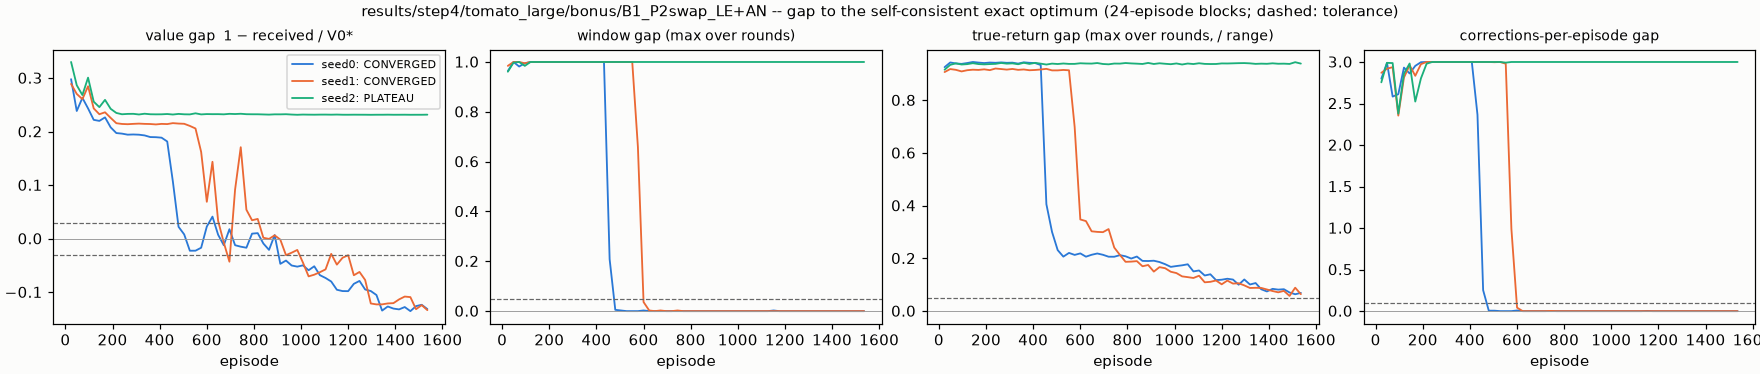 results/step4/tomato_large/bonus/B1_P2swap_LE+AN -- gap to the self-consistent exact optimum (24-episode blocks; dashed: tolerance)
value gap 1 − received / V0*
0.3
0.2
0.1
0.0
−0.1
0 200 400 600 800 1000 1200 1400 1600
episode
seed0: CONVERGED
seed1: CONVERGED
seed2: PLATEAU
window gap (max over rounds)
1.0
0.8
0.6
0.4
0.2
0.0
0 200 400 600 800 1000 1200 1400 1600
episode
true-return gap (max over rounds, / range)
0.8
0.6
0.4
0.2
0.0
0 200 400 600 800 1000 1200 1400 1600
episode
corrections-per-episode gap
3.0
2.5
2.0
1.5
1.0
0.5
0.0
0 200 400 600 800 1000 1200 1400
episode